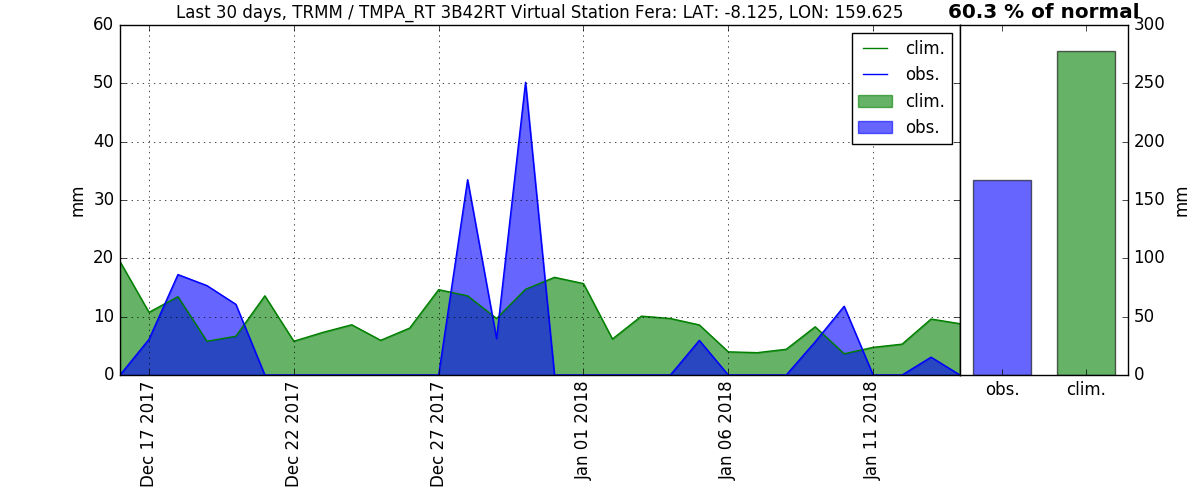 Last 30 days, TRMM / TMPA_RT 3B42RT Virtual Station Fera: LAT: -8.125, LON: 159.625
60.3 % of normal
60
50
40
30
20
10
0
mm
clim.
obs.
clim.
obs.
300
250
200
150
100
50
0
mm
Dec 17 2017
Dec 22 2017
Dec 27 2017
Jan 01 2018
Jan 06 2018
Jan 11 2018
obs.
clim.